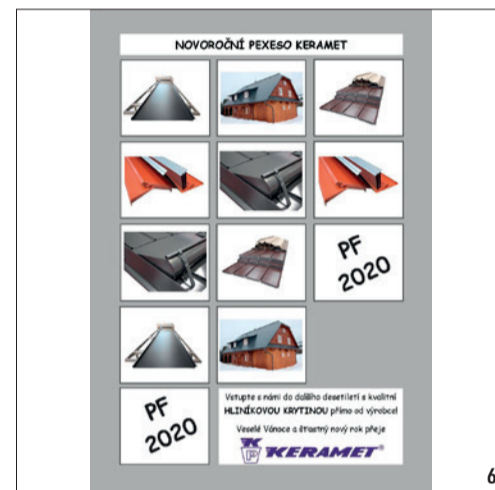 NOVOROČNÍ PEXESO KERAMET
PF
2020
PF
2020
Vstupte s námi do dalšího desetiletí s kvalitní
HLINÍKOVOU KRYTINOU přímo od výrobce!
Veselé Vánoce a šťastný nový rok přeje
KP KERAMET®
6